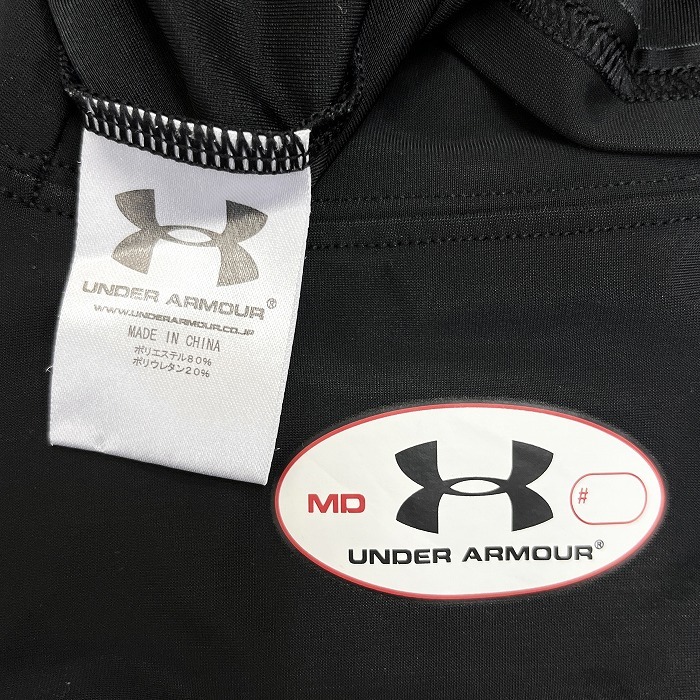 UNDER ARMOUR®
WWW.UNDERARMOUR.CO.JP
MADE IN CHINA
ポリエステル80%
ポリウレタン20%
MD
#
UNDER ARMOUR®